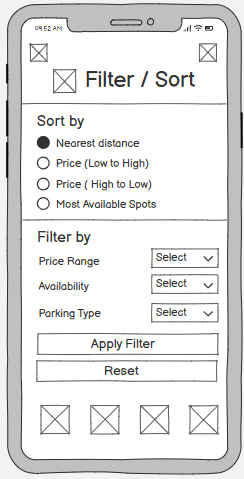 09:52 AM
Filter / Sort
Sort by
Nearest distance
Price (Low to High)
Price ( High to Low)
Most Available Spots
Filter by
Price Range Select
Availability Select
Parking Type Select
Apply Filter
Reset